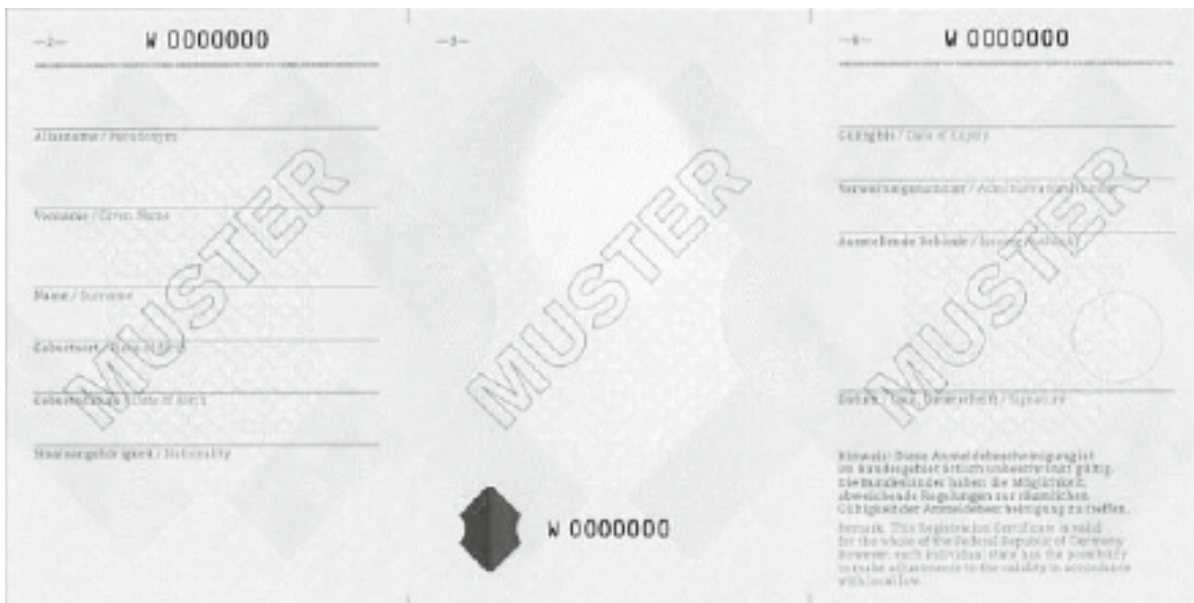 —2—
W 0000000
Aliasname / Pseudonym
Vorname / Given Name
Name / Surname
Geburtsort / Place of Birth
Geburtsdatum / Date of Birth
Staatsangehörigkeit / Nationality
MUSTER
—3—
MUSTER
W 0000000
W 0000000
Gültig bis / Date of Expiry
Verwaltungsnummer / Administrative
Ausstellende Behörde / Issuing Authority
Datum / Date Unterschrift / Signature
MUSTER
Hinweis: Diese Anmeldebescheinigung ist
im Bundesgebiet örtlich unbeschränkt gültig.
Die Bundesländer haben die Möglichkeit,
abweichende Regelungen zur räumlichen
Gültigkeit der Anmeldebescheinigung zu treffen.
Remark: This Registration Certificate is valid
for the whole of the Federal Republic of Germany
however, each individual state has the possibility
to make adjustments to the validity in accordance
with local law.